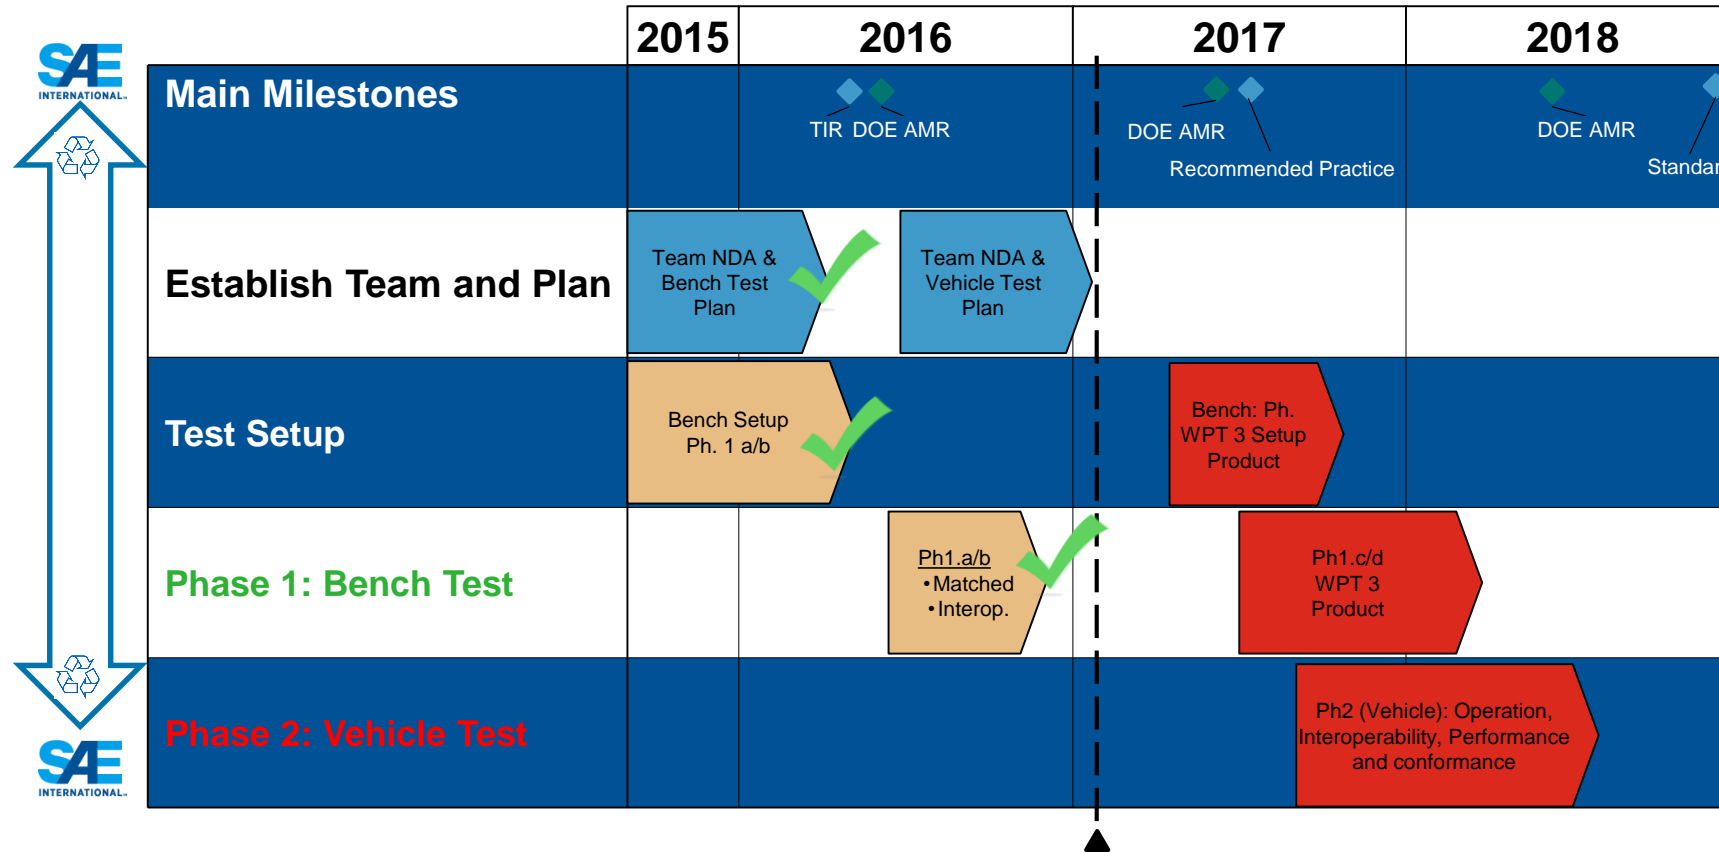 2015 2016 2017 2018
SAE
INTERNATIONAL™
Main Milestones
TIR DOE AMR
DOE AMR
Recommended Practice
DOE AMR
Standar
Establish Team and Plan
Team NDA &
Bench Test
Plan
Team NDA &
Vehicle Test
Plan
Test Setup
Bench Setup
Ph. 1 a/b
Bench: Ph.
WPT 3 Setup
Product
Phase 1: Bench Test
Ph1.a/b
•Matched
•Interop.
Ph1.c/d
WPT 3
Product
Phase 2: Vehicle Test
Ph2 (Vehicle): Operation,
Interoperability, Performance
and conformance
SAE
INTERNATIONAL™